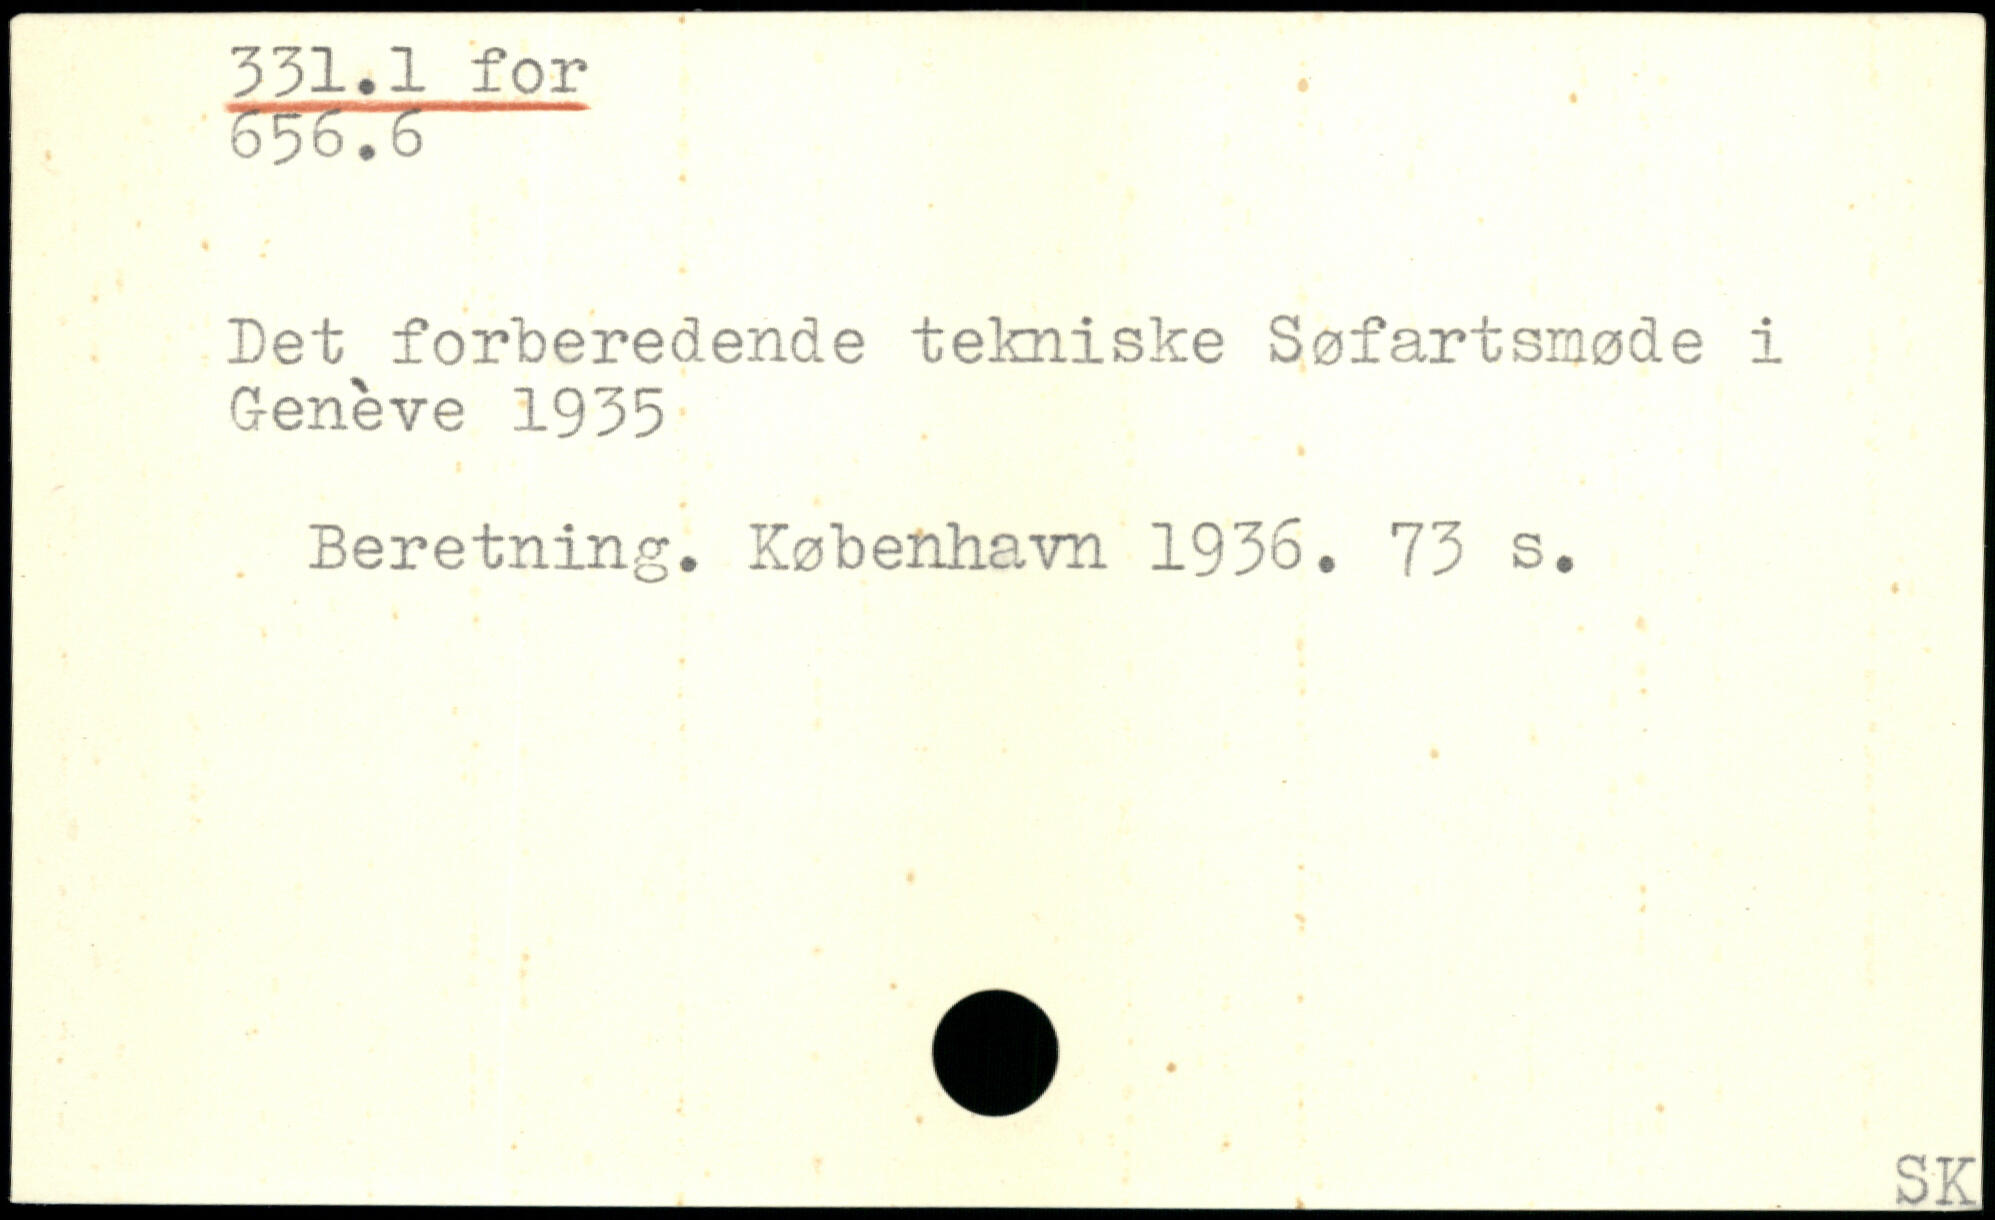 331.1 for
656.6
Det forberedende tekniske Søfartsmøde i
Genève 1935
Beretning. København 1936. 73 s.
SK